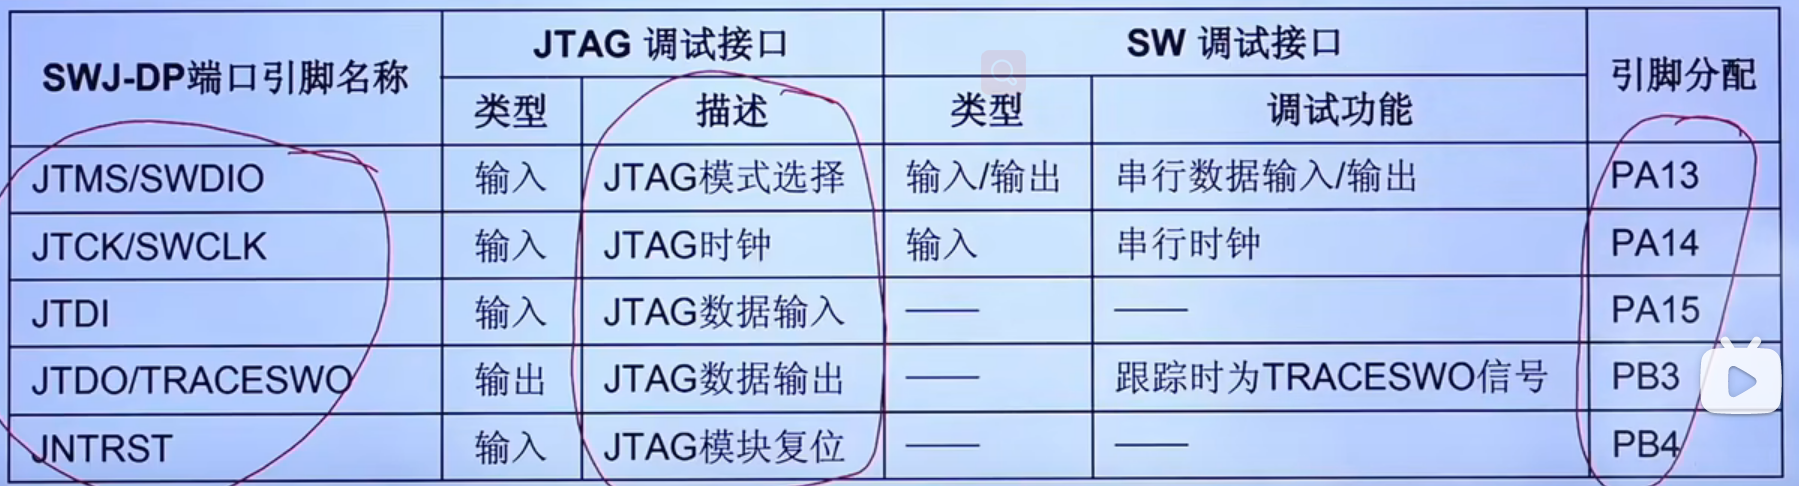 SWJ-DP端口引脚名称 JTAG 调试接口 SW 调试接口 引脚分配
类型 描述 类型 调试功能
JTMS/SWDIO 输入 JTAG模式选择 输入/输出 串行数据输入/输出 PA13
JTCK/SWCLK 输入 JTAG时钟 输入 串行时钟 PA14
JTDI 输入 JTAG数据输入 —— —— PA15
JTDO/TRACESWO 输出 JTAG数据输出 —— 跟踪时为TRACESWO信号 PB3
JNTRST 输入 JTAG模块复位 —— —— PB4